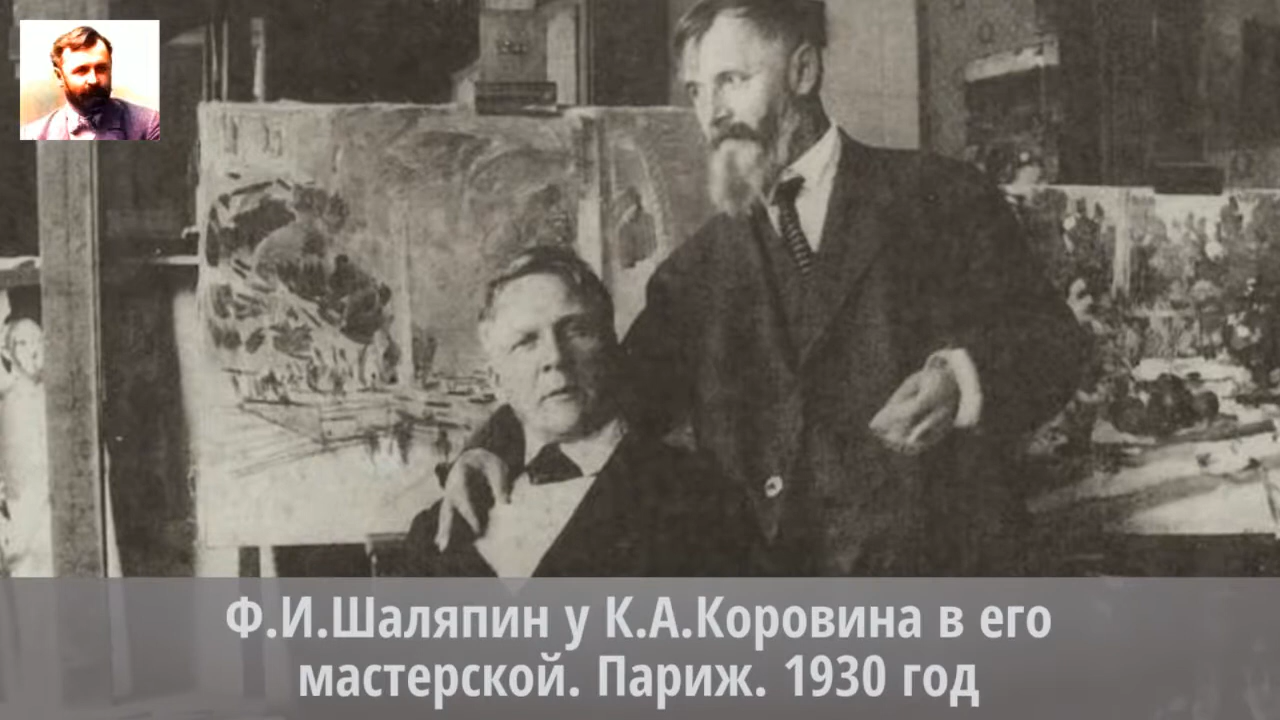 Ф.И.Шаляпин у К.А.Коровина в его
мастерской. Париж. 1930 год